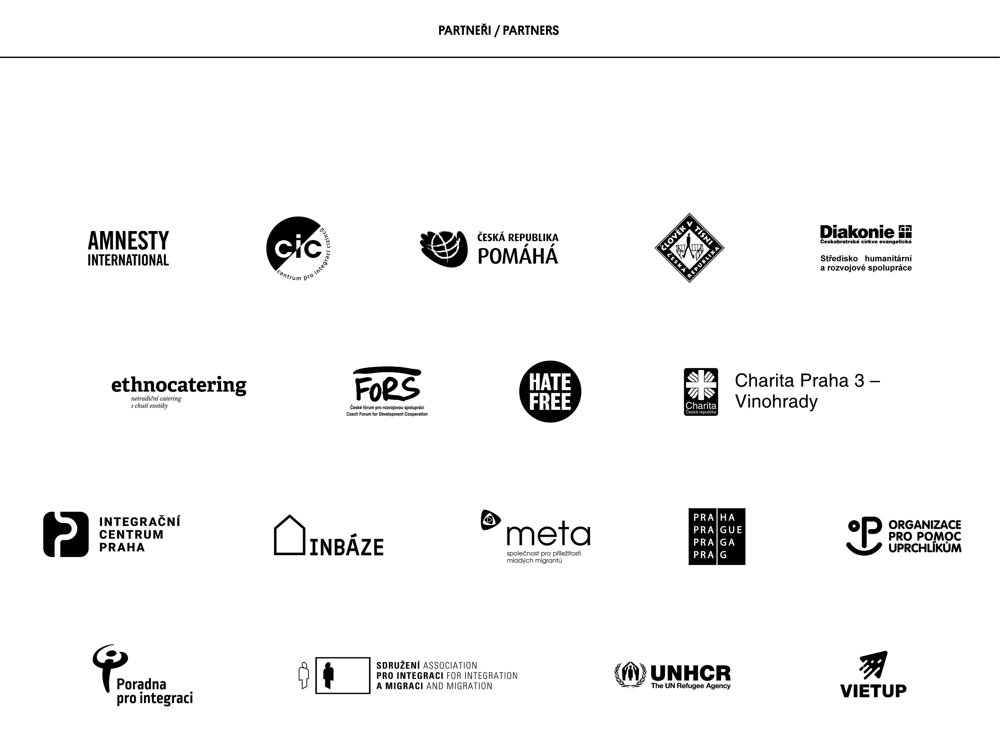 PARTNEŘI / PARTNERS
AMNESTY
INTERNATIONAL
cic
centrum pro integraci cizinců
ČESKÁ REPUBLIKA
POMÁHÁ
ČLOVĚK V TÍSNI
ČESKÁ REPUBLIKA
Diakonie
Českobratrské církve evangelické
Středisko humanitární
a rozvojové spolupráce
ethnocatering
netradiční catering
s chutí exotiky
FoRS
České fórum pro rozvojovou spolupráci
Czech Forum for Development Cooperation
HATE
FREE
Charita
Česká republika
Charita Praha 3 –
Vinohrady
INTEGRAČNÍ
CENTRUM
PRAHA
INBÁZE
meta
společnost pro příležitosti
mladých migrantů
PRA HA
PRA GUE
PRA GA
PRA G
OP
ORGANIZACE
PRO POMOC
UPRCHLÍKŮM
Poradna
pro integraci
SDRUŽENÍ ASSOCIATION
PRO INTEGRACI FOR INTEGRATION
A MIGRACI AND MIGRATION
UNHCR
The UN Refugee Agency
VIETUP